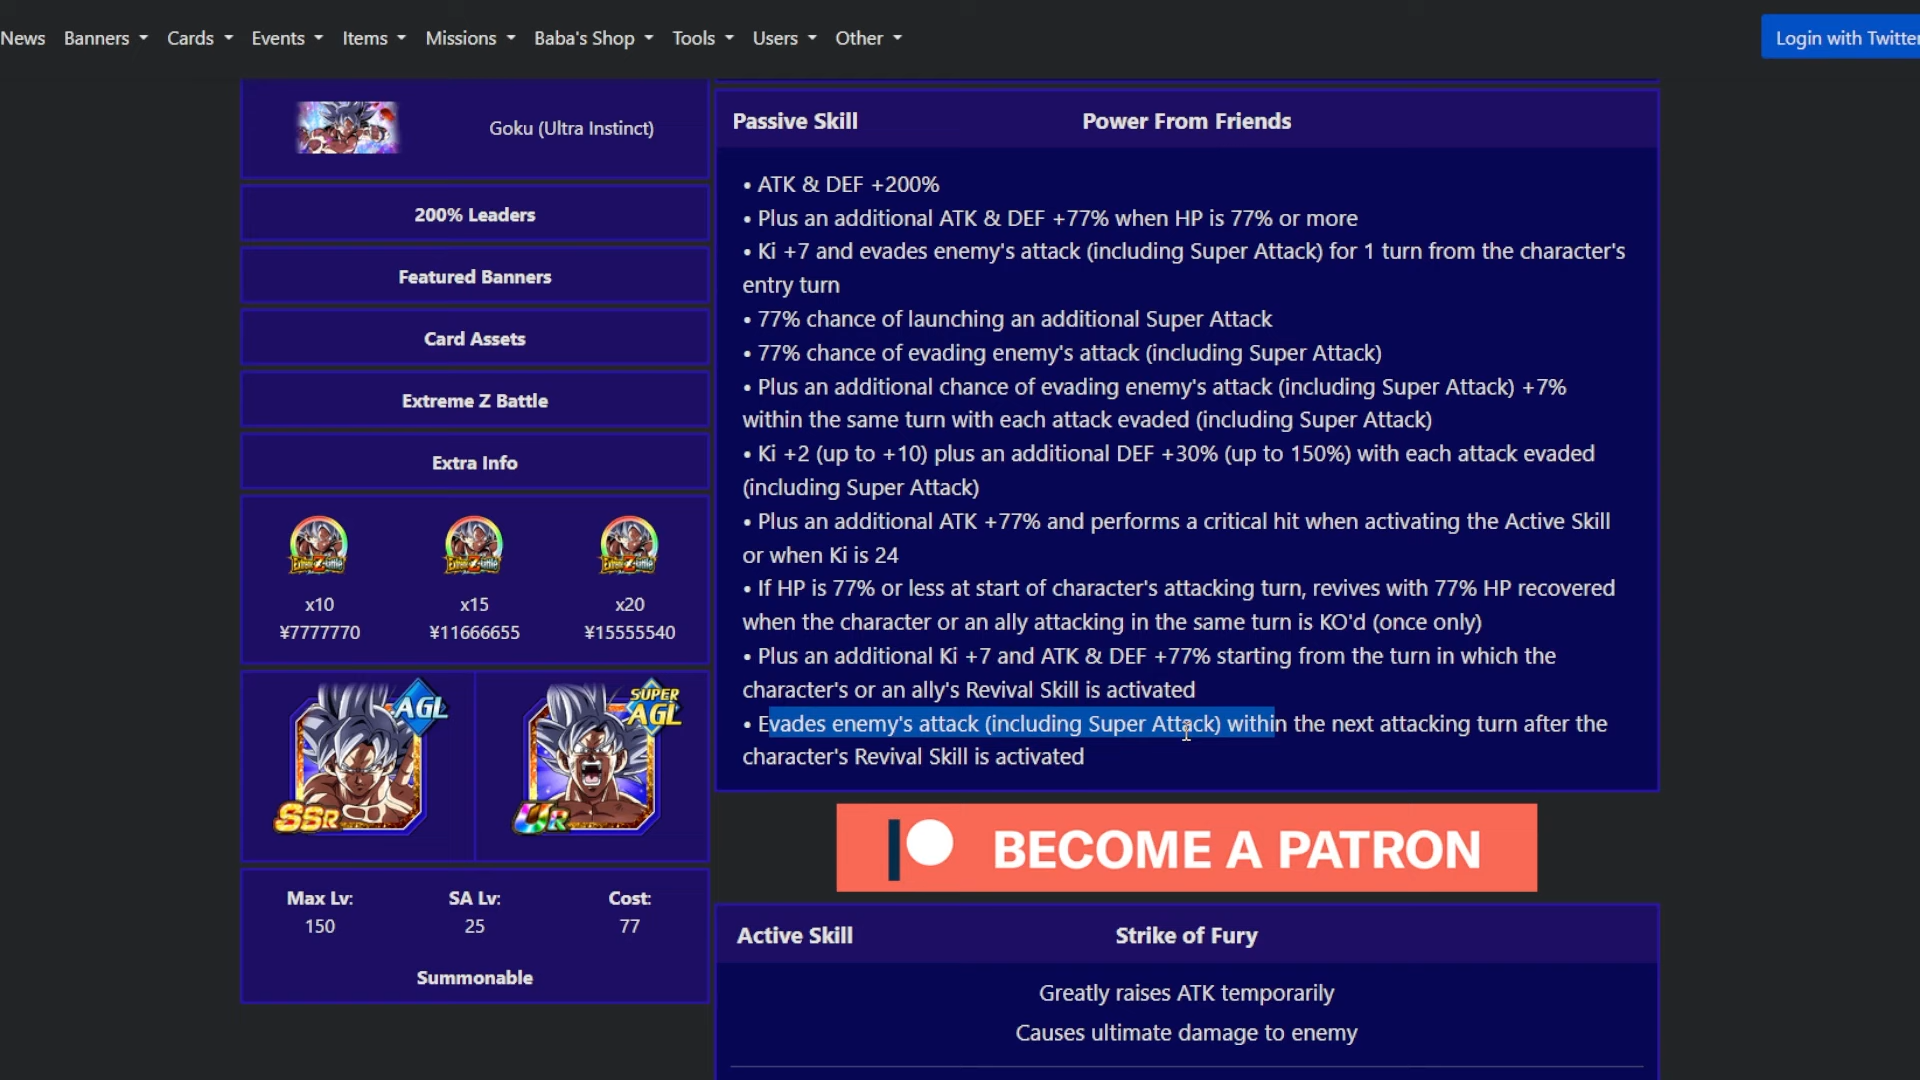 News Banners Cards Events Items Missions Baba's Shop Tools Users Other Login with Twitter
Goku (Ultra Instinct)
200% Leaders
Featured Banners
Card Assets
Extreme Z Battle
Extra Info
x10 x15 x20
¥7777770 ¥11666655 ¥15555540
AGL SUPER AGL
SSR UR
Max Lv: SA Lv: Cost:
150 25 77
Summonable
Passive Skill Power From Friends
• ATK & DEF +200%
• Plus an additional ATK & DEF +77% when HP is 77% or more
• Ki +7 and evades enemy's attack (including Super Attack) for 1 turn from the character's
entry turn
• 77% chance of launching an additional Super Attack
• 77% chance of evading enemy's attack (including Super Attack)
• Plus an additional chance of evading enemy's attack (including Super Attack) +7%
within the same turn with each attack evaded (including Super Attack)
• Ki +2 (up to +10) plus an additional DEF +30% (up to 150%) with each attack evaded
(including Super Attack)
• Plus an additional ATK +77% and performs a critical hit when activating the Active Skill
or when Ki is 24
• If HP is 77% or less at start of character's attacking turn, revives with 77% HP recovered
when the character or an ally attacking in the same turn is KO'd (once only)
• Plus an additional Ki +7 and ATK & DEF +77% starting from the turn in which the
character's or an ally's Revival Skill is activated
• Evades enemy's attack (including Super Attack) within the next attacking turn after the
character's Revival Skill is activated
BECOME A PATRON
Active Skill Strike of Fury
Greatly raises ATK temporarily
Causes ultimate damage to enemy